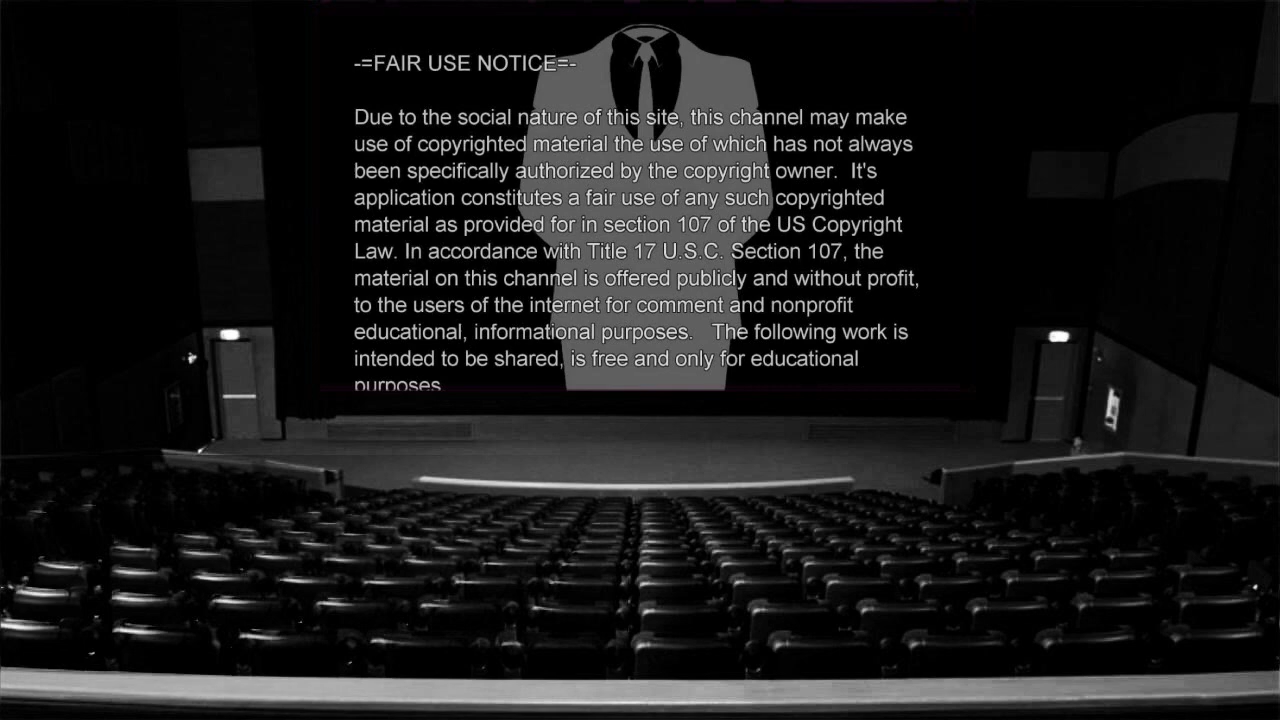 -=FAIR USE NOTICE=-
Due to the social nature of this site, this channel may make
use of copyrighted material the use of which has not always
been specifically authorized by the copyright owner.  It's
application constitutes a fair use of any such copyrighted
material as provided for in section 107 of the US Copyright
Law. In accordance with Title 17 U.S.C. Section 107, the
material on this channel is offered publicly and without profit,
to the users of the internet for comment and nonprofit
educational, informational purposes.   The following work is
intended to be shared, is free and only for educational
purposes.